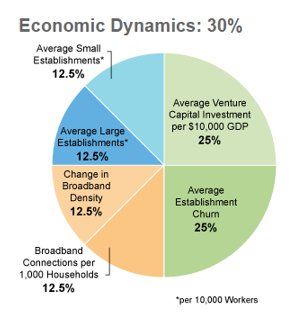 Economic Dynamics: 30%
Average Small
Establishments*
12.5%
Average Venture
Capital Investment
per $10,000 GDP
25%
Average Large
Establishments*
12.5%
Change in
Broadband
Density
12.5%
Average
Establishment
Churn
25%
Broadband
Connections per
1,000 Households
12.5%
*per 10,000 Workers